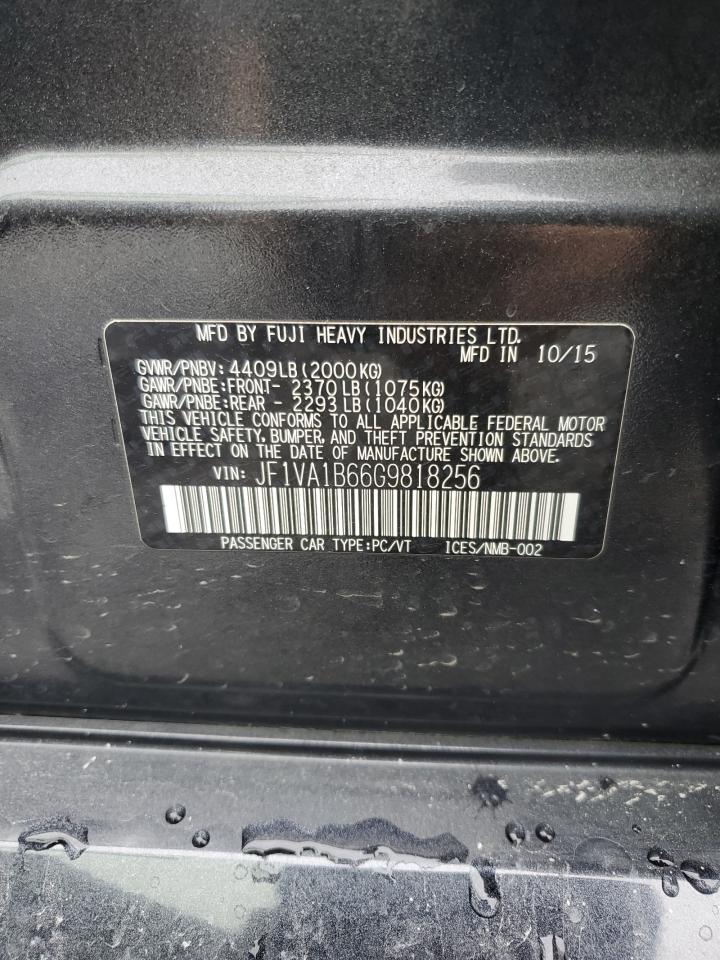 MFD BY FUJI HEAVY INDUSTRIES LTD.
MFD IN 10/15
GVWR/PNBV: 4409LB(2000KG)
GAWR/PNBE:FRONT- 2370LB(1075KG)
GAWR/PNBE:REAR - 2293LB(1040KG)
THIS VEHICLE CONFORMS TO ALL APPLICABLE FEDERAL MOTOR
VEHICLE SAFETY, BUMPER, AND THEFT PREVENTION STANDARDS
IN EFFECT ON THE DATE OF MANUFACTURE SHOWN ABOVE.
VIN: JF1VA1B66G9818256
PASSENGER CAR TYPE:PC/VT ICES/NMB-002